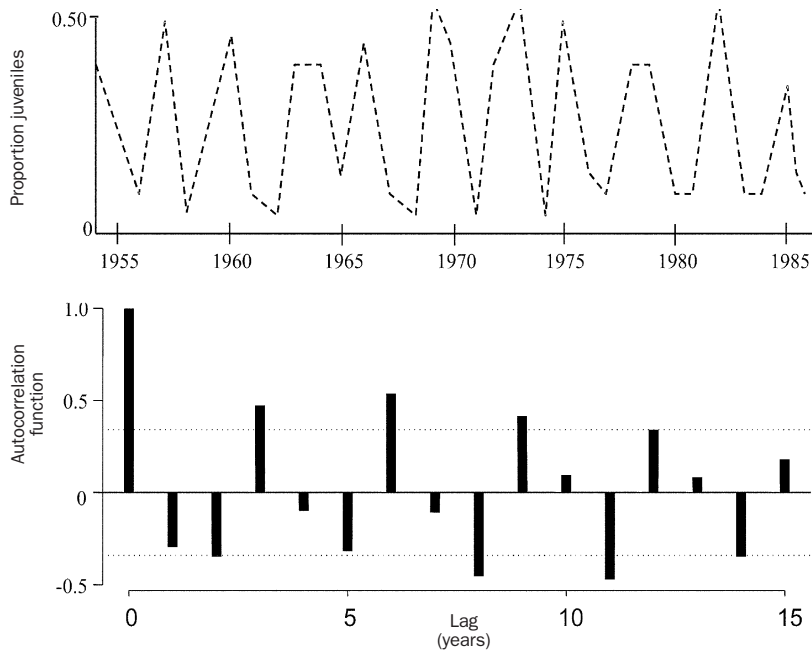 0.50
Proportion juveniles
0
1955 1960 1965 1970 1975 1980 1985
1.0
0.5
Autocorrelation
function
0
-0.5
0 5 10 15
Lag
(years)